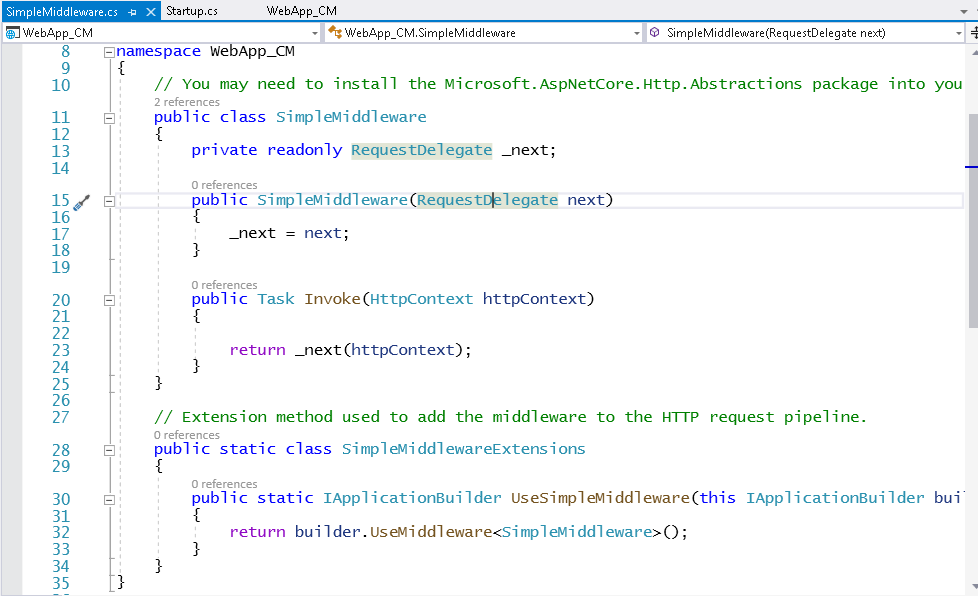 SimpleMiddleware.cs Startup.cs WebApp_CM
WebApp_CM WebApp_CM.SimpleMiddleware SimpleMiddleware(RequestDelegate next)
8 namespace WebApp_CM
9 {
10 // You may need to install the Microsoft.AspNetCore.Http.Abstractions package into you
2 references
11 public class SimpleMiddleware
12 {
13 private readonly RequestDelegate _next;
14
0 references
15 public SimpleMiddleware(RequestDelegate next)
16 {
17 _next = next;
18 }
19
0 references
20 public Task Invoke(HttpContext httpContext)
21 {
22
23 return _next(httpContext);
24 }
25 }
26
27 // Extension method used to add the middleware to the HTTP request pipeline.
0 references
28 public static class SimpleMiddlewareExtensions
29 {
0 references
30 public static IApplicationBuilder UseSimpleMiddleware(this IApplicationBuilder buil
31 {
32 return builder.UseMiddleware<SimpleMiddleware>();
33 }
34 }
35 }